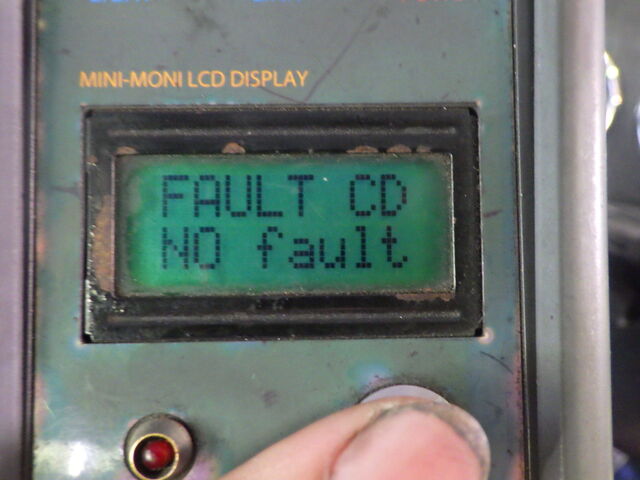 MINI-MONI LCD DISPLAY
FAULT CD
NO fault